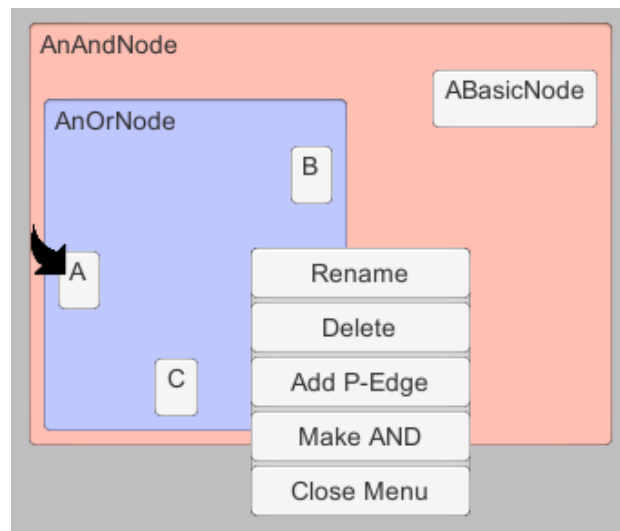 AnAndNode
ABasicNode
AnOrNode
B
A
C
Rename
Delete
Add P-Edge
Make AND
Close Menu